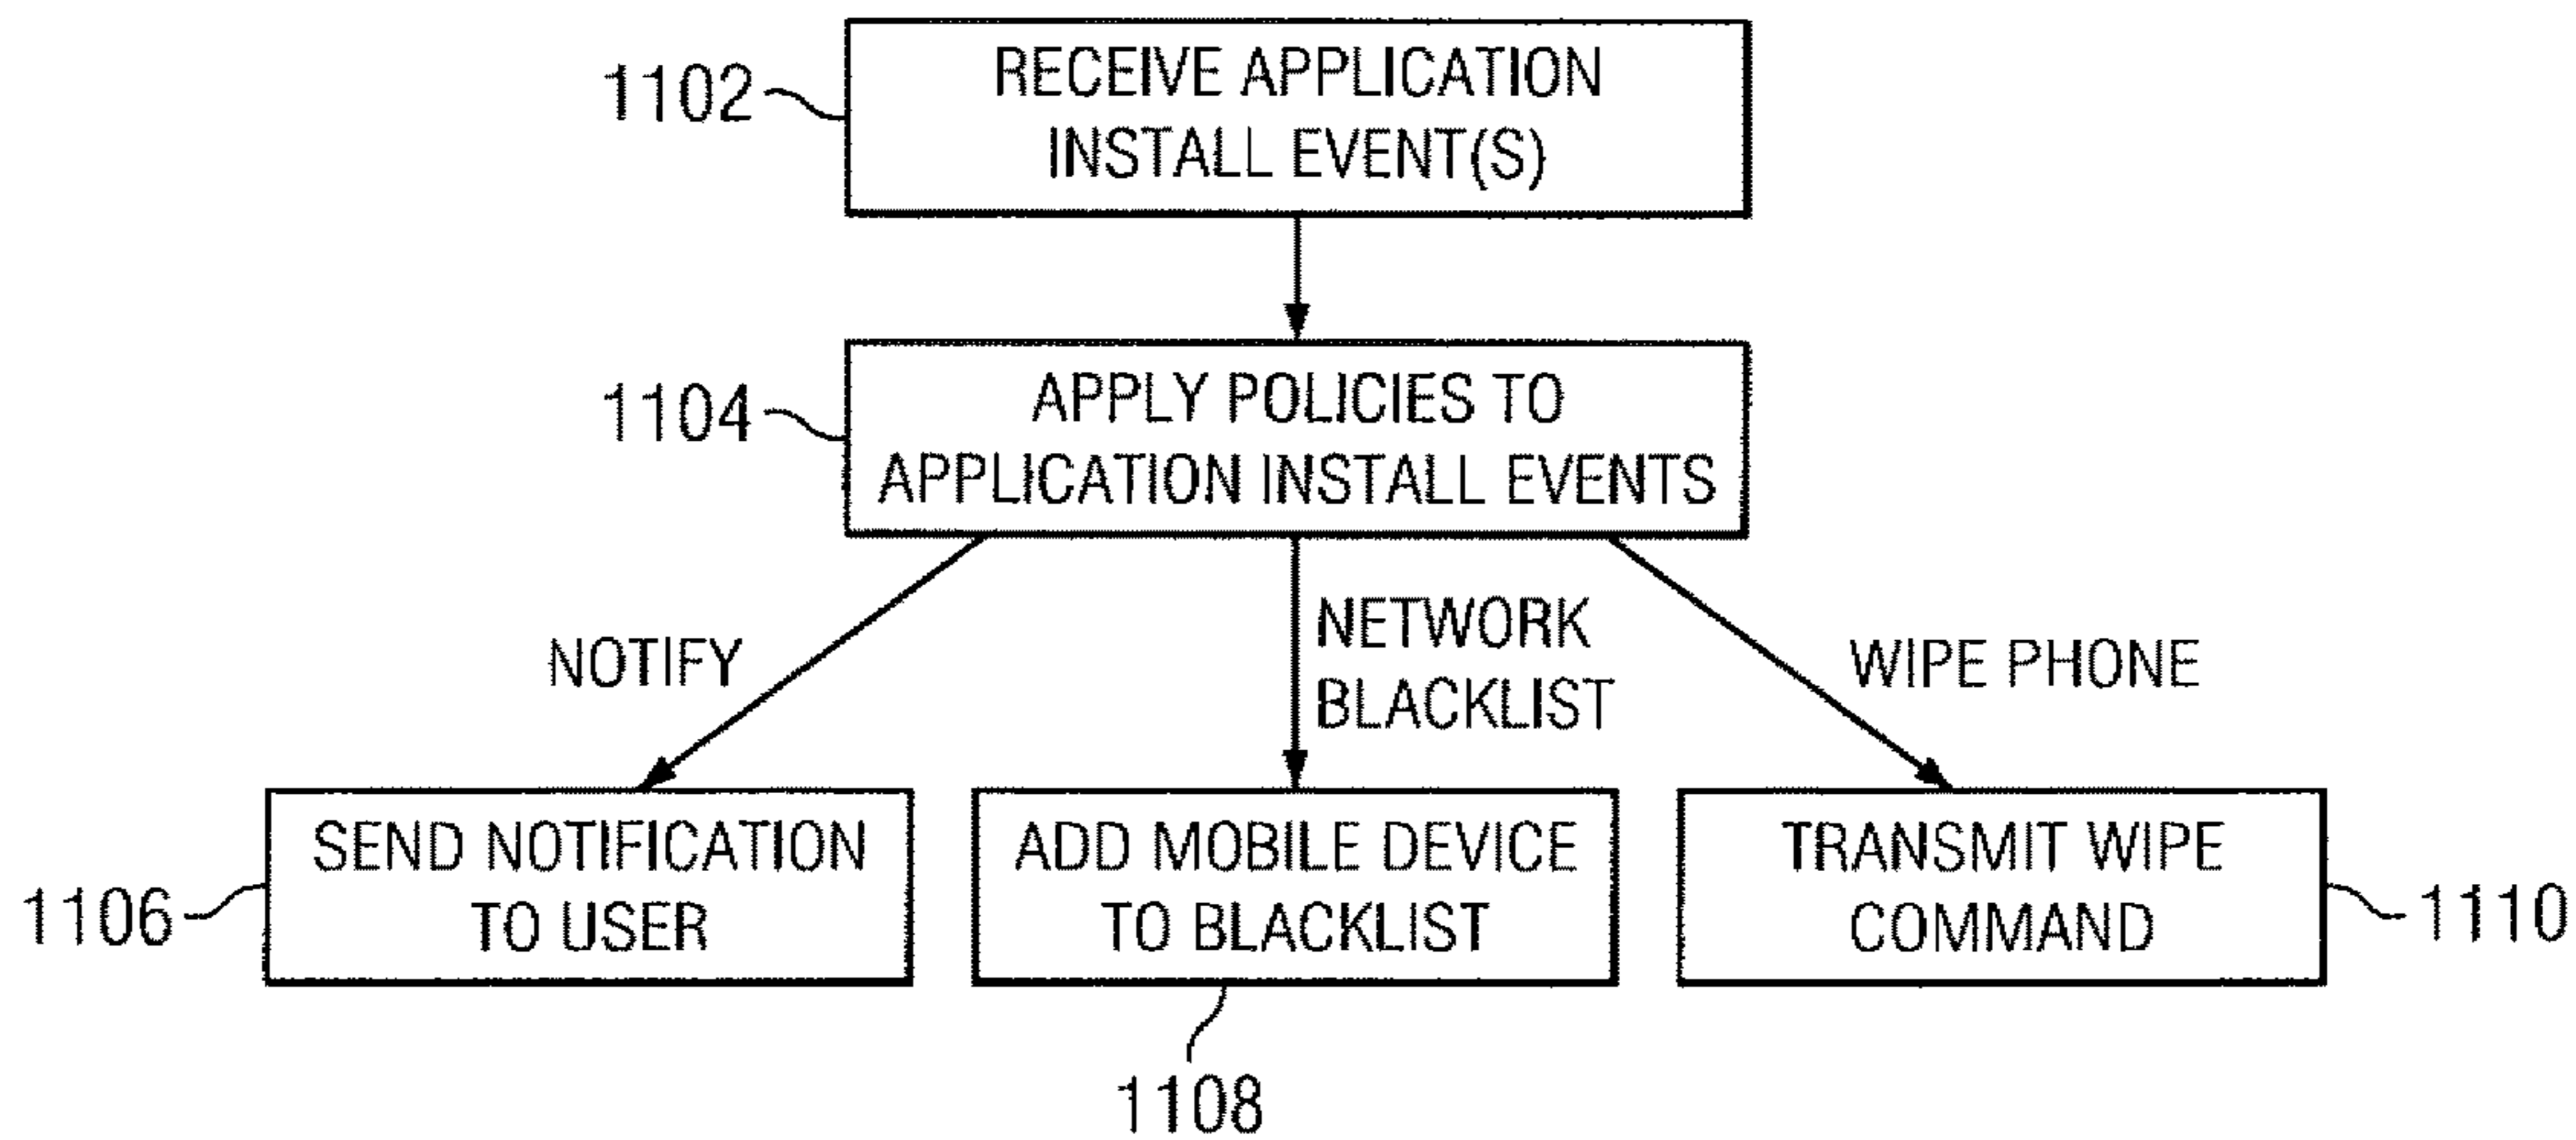 1102
RECEIVE APPLICATION
INSTALL EVENT(S)
1104
APPLY POLICIES TO
APPLICATION INSTALL EVENTS
NOTIFY
NETWORK
BLACKLIST
WIPE PHONE
1106
SEND NOTIFICATION
TO USER
ADD MOBILE DEVICE
TO BLACKLIST
1108
TRANSMIT WIPE
COMMAND
1110